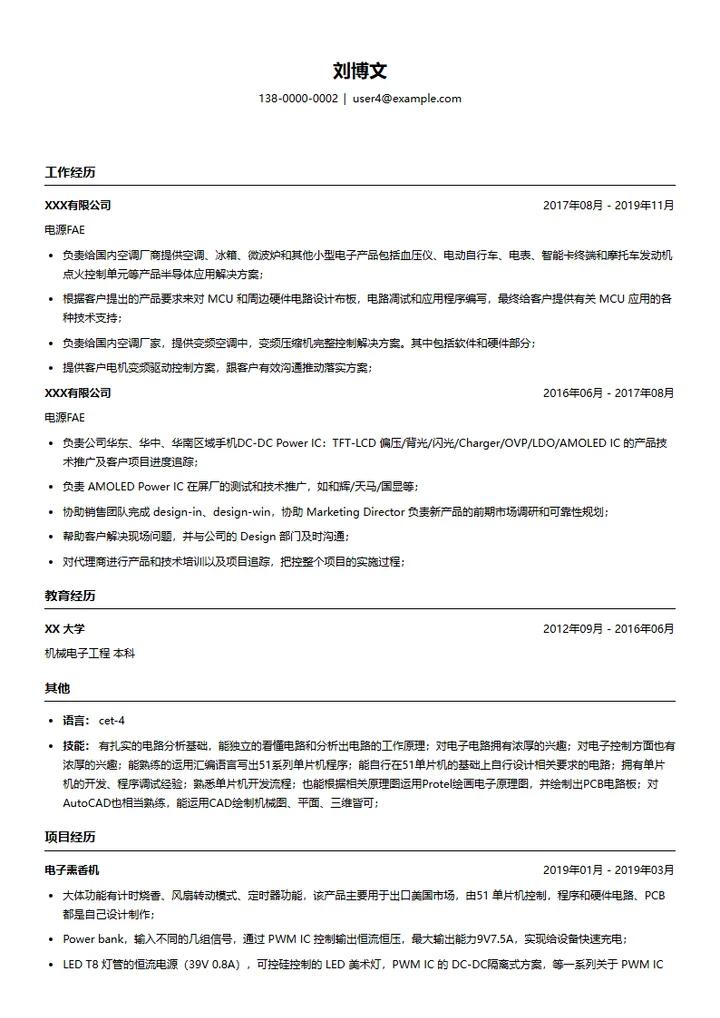 刘博文
138-0000-0002 | user4@example.com
工作经历
XXX有限公司 2017年08月 - 2019年11月
电源FAE
• 负责给国内空调厂商提供空调、冰箱、微波炉和其他小型电子产品包括血压仪、电动自行车、电表、智能卡终端和摩托车发动机
点火控制单元等产品半导体应用解决方案；
• 根据客户提出的产品要求来对 MCU 和周边硬件电路设计布板，电路调试和应用程序编写，最终给客户提供有关 MCU 应用的各
种技术支持；
• 负责给国内空调厂家，提供变频空调中，变频压缩机完整控制解决方案。其中包括软件和硬件部分；
• 提供客户电机变频驱动控制方案，跟客户有效沟通推动落实方案；
XXX有限公司 2016年06月 - 2017年08月
电源FAE
• 负责公司华东、华中、华南区域手机DC-DC Power IC：TFT-LCD 偏压/背光/闪光/Charger/OVP/LDO/AMOLED IC 的产品技
术推广及客户项目进度追踪；
• 负责 AMOLED Power IC 在屏厂的测试和技术推广，如和辉/天马/国显等；
• 协助销售团队完成 design-in、design-win，协助 Marketing Director 负责新产品的前期市场调研和可靠性规划；
• 帮助客户解决现场问题，并与公司的 Design 部门及时沟通；
• 对代理商进行产品和技术培训以及项目追踪，把控整个项目的实施过程；
教育经历
XX 大学 2012年09月 - 2016年06月
机械电子工程 本科
其他
• 语言： cet-4
• 技能： 有扎实的电路分析基础，能独立的看懂电路和分析出电路的工作原理；对电子电路拥有浓厚的兴趣；对电子控制方面也有
浓厚的兴趣；能熟练的运用汇编语言写出51系列单片机程序；能自行在51单片机的基础上自行设计相关要求的电路；拥有单片
机的开发、程序调试经验；熟悉单片机开发流程；也能根据相关原理图运用Protel绘画电子原理图，并绘制出PCB电路板；对
AutoCAD也相当熟练，能运用CAD绘制机械图、平面、三维皆可；
项目经历
电子熏香机 2019年01月 - 2019年03月
• 大体功能有计时烧香、风扇转动模式、定时器功能，该产品主要用于出口美国市场，由51 单片机控制，程序和硬件电路、PCB
都是自己设计制作；
• Power bank，输入不同的几组信号，通过 PWM IC 控制输出恒流恒压，最大输出能力9V7.5A，实现给设备快速充电；
• LED T8 灯管的恒流电源（39V 0.8A），可控硅控制的 LED 美术灯，PWM IC 的 DC-DC隔离式方案，等一系列关于 PWM IC